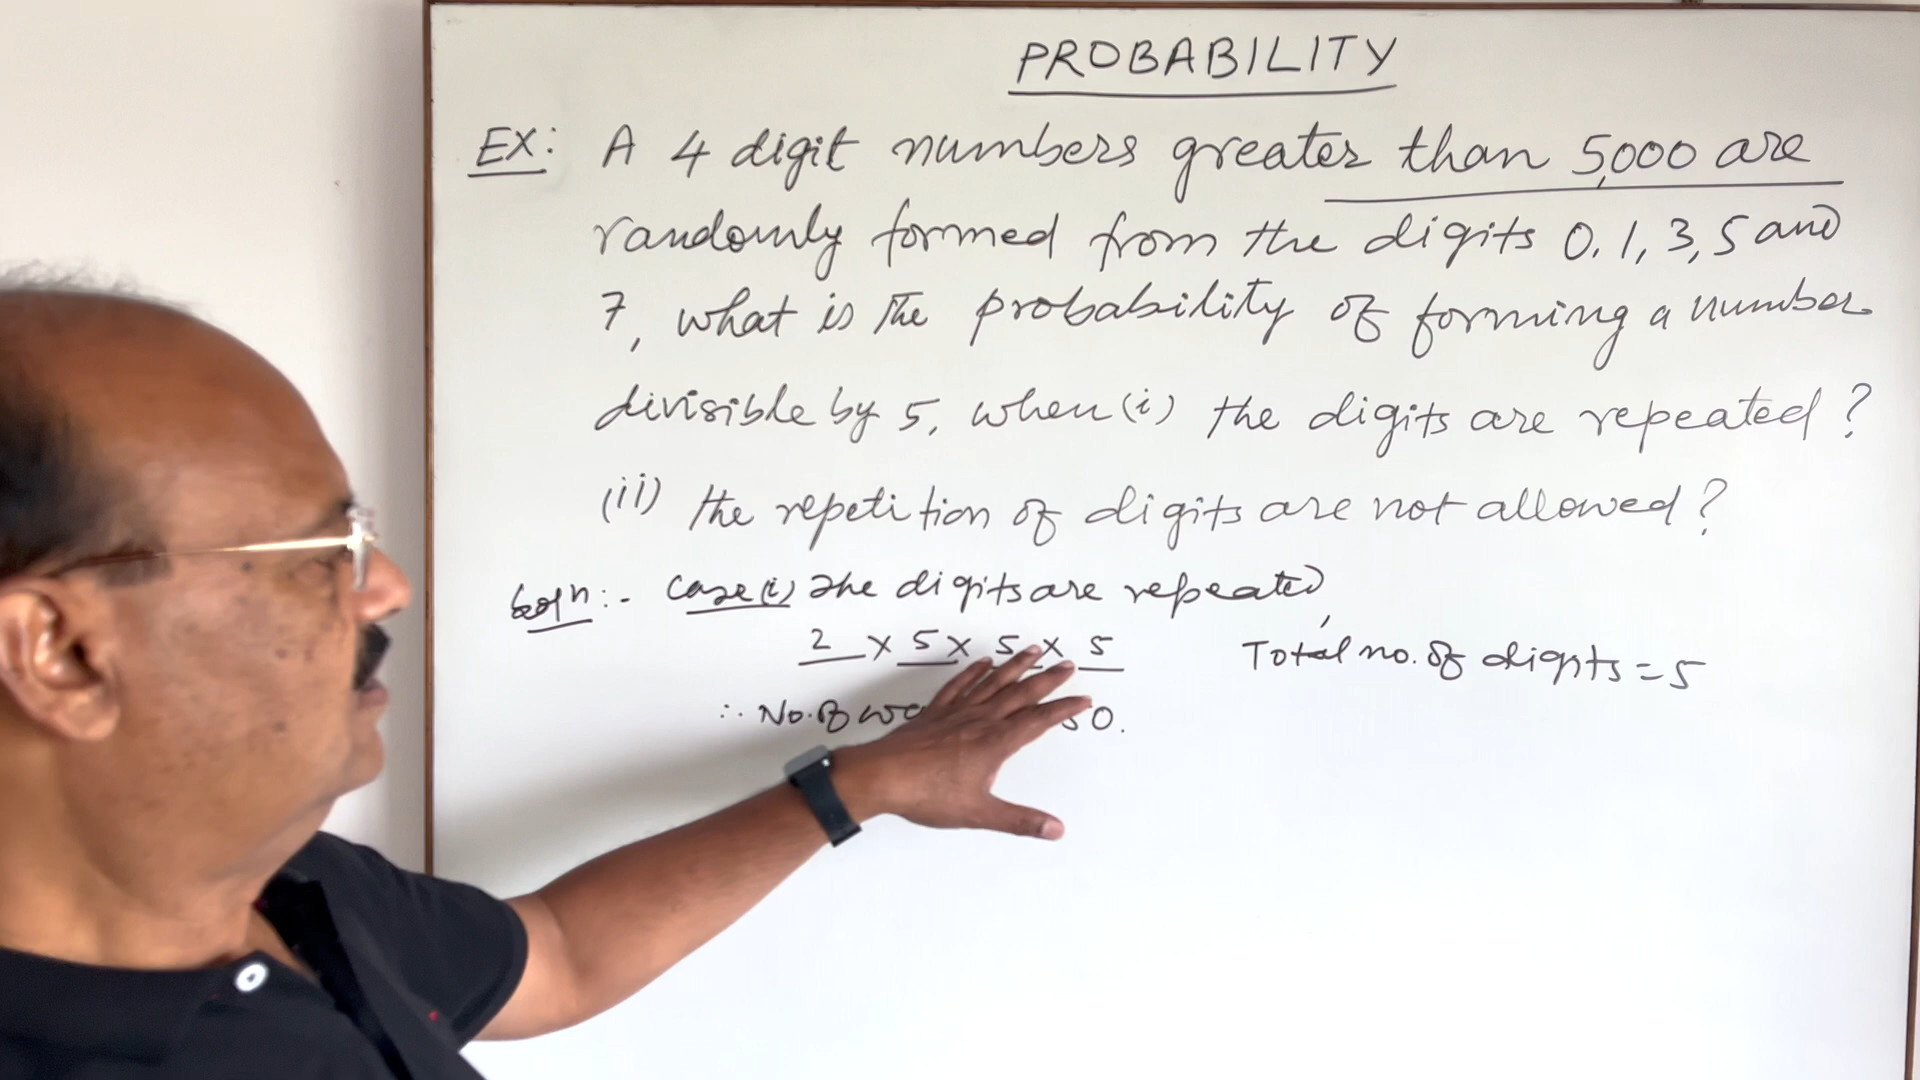 PROBABILITY
EX: A 4 digit numbers greater than 5,000 are
randomly formed from the digits 0, 1, 3, 5 and
7, what is the probability of forming a number
divisible by 5, when (i) the digits are repeated?
(ii) the repetition of digits are not allowed?
Soln:- Case(i) The digits are repeated,
2 x 5 x 5 x 5 Total no. of digits = 5
∴ No. of 50.